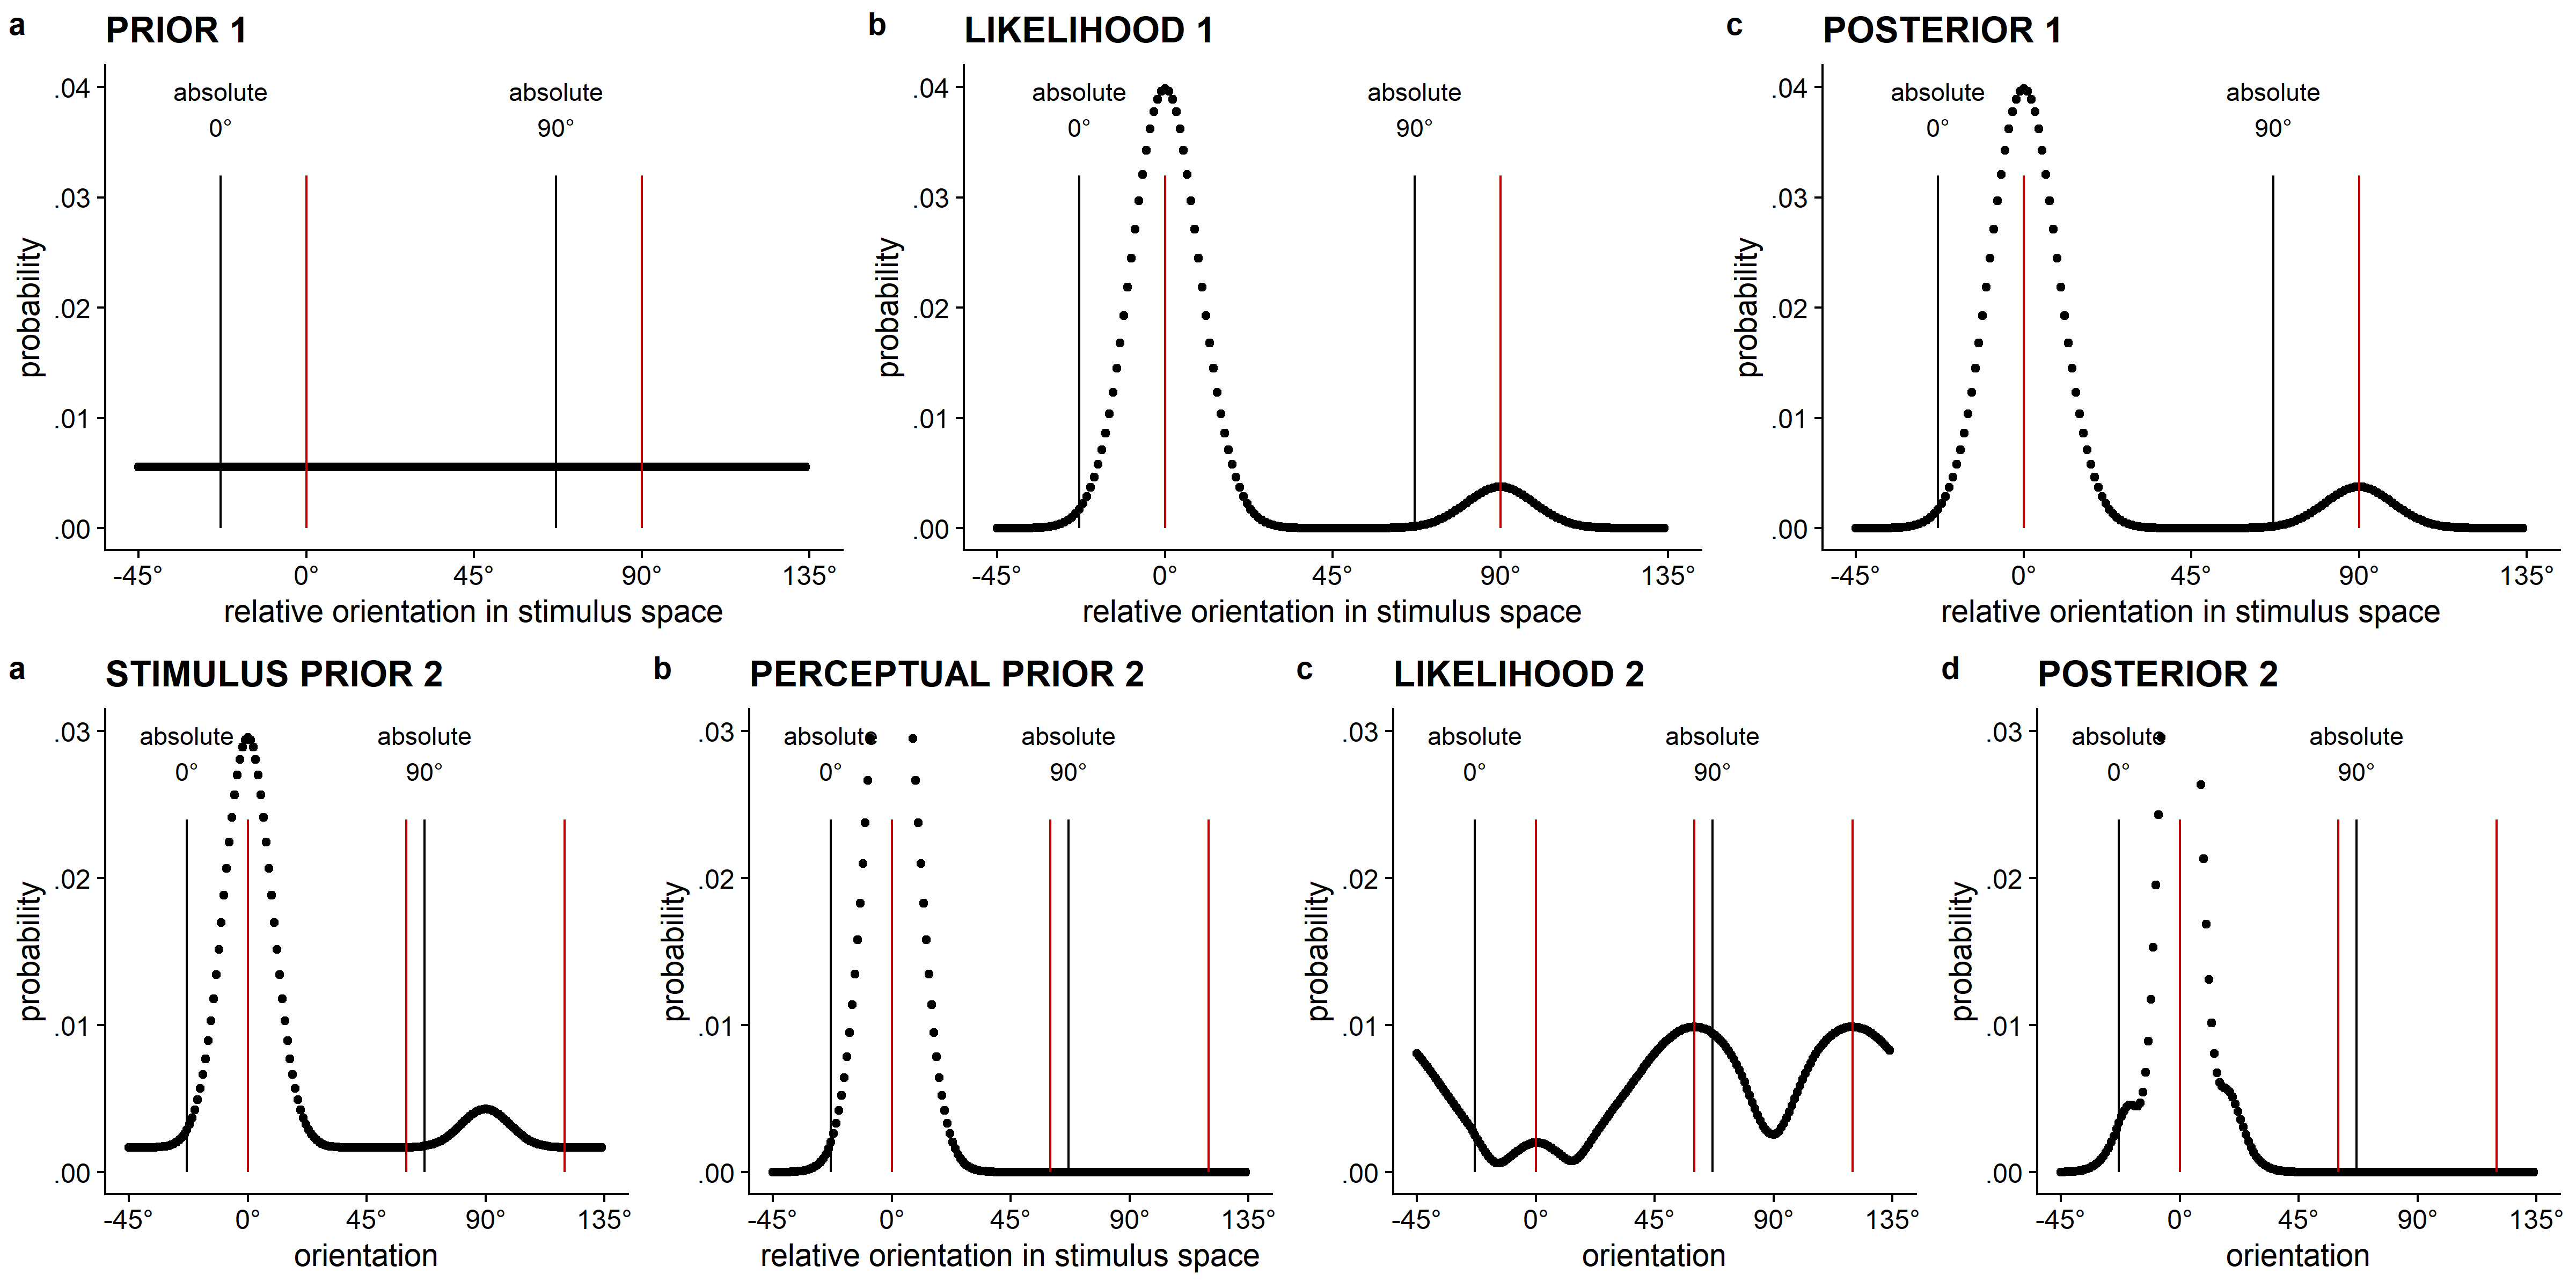 a PRIOR 1
.04
.03
.02
.01
.00
absolute
0°
absolute
90°
probability
-45° 0° 45° 90° 135°
relative orientation in stimulus space
b LIKELIHOOD 1
.04
.03
.02
.01
.00
absolute
0°
absolute
90°
probability
-45° 0° 45° 90° 135°
relative orientation in stimulus space
c POSTERIOR 1
.04
.03
.02
.01
.00
absolute
0°
absolute
90°
probability
-45° 0° 45° 90° 135°
relative orientation in stimulus space
a STIMULUS PRIOR 2
.03
.02
.01
.00
absolute
0°
absolute
90°
probability
-45° 0° 45° 90° 135°
orientation
b PERCEPTUAL PRIOR 2
.03
.02
.01
.00
absolute
0°
absolute
90°
probability
-45° 0° 45° 90° 135°
relative orientation in stimulus space
c LIKELIHOOD 2
.03
.02
.01
.00
absolute
0°
absolute
90°
probability
-45° 0° 45° 90° 135°
orientation
d POSTERIOR 2
.03
.02
.01
.00
absolute
0°
absolute
90°
probability
-45° 0° 45° 90° 135°
orientation